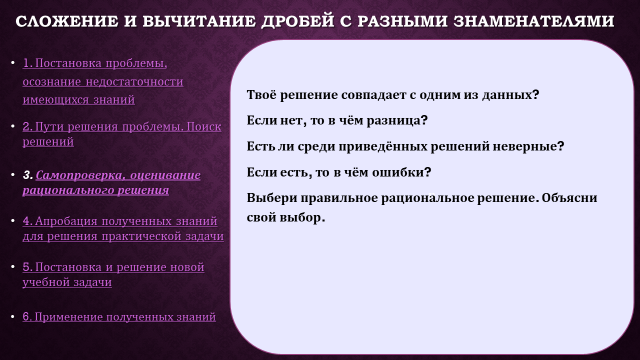 СЛОЖЕНИЕ И ВЫЧИТАНИЕ ДРОБЕЙ С РАЗНЫМИ ЗНАМЕНАТЕЛЯМИ
• 1. Постановка проблемы,
осознание недостаточности
имеющихся знаний
• 2. Пути решения проблемы. Поиск
решений
• 3. Самопроверка, оценивание
рационального решения
• 4. Апробация полученных знаний
для решения практической задачи
• 5. Постановка и решение новой
учебной задачи
• 6. Применение полученных знаний
Твоё решение совпадает с одним из данных?
Если нет, то в чём разница?
Есть ли среди приведённых решений неверные?
Если есть, то в чём ошибки?
Выбери правильное рациональное решение. Объясни
свой выбор.